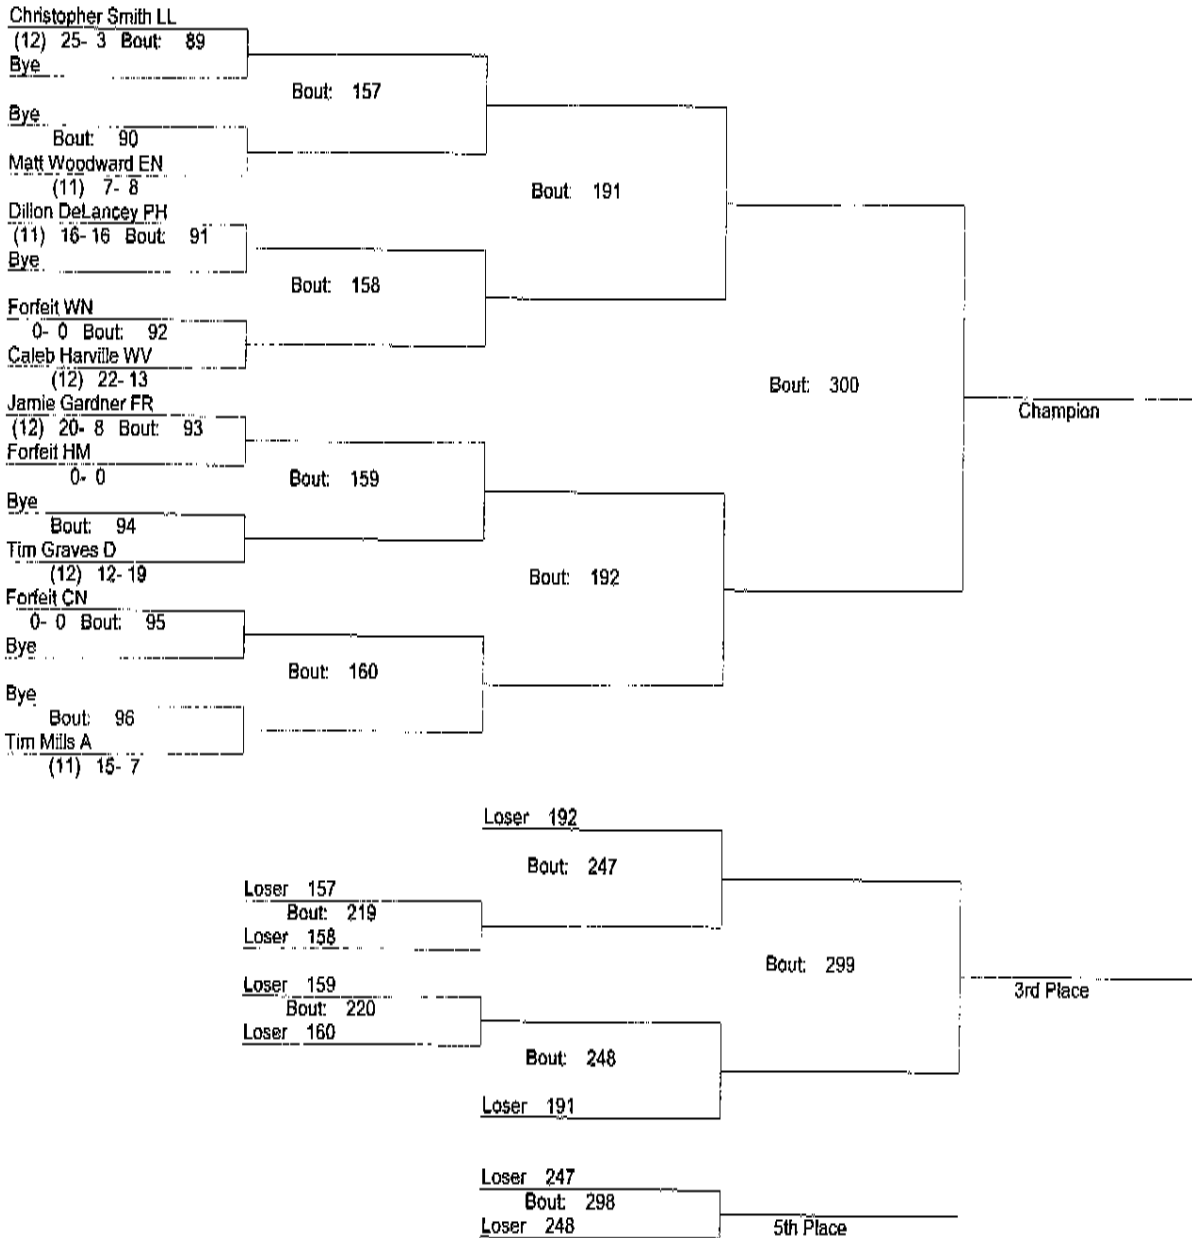 Christopher Smith LL
(12) 25- 3 Bout: 89
Bye
Bout: 157
Bye
Bout: 90
Matt Woodward EN
(11) 7- 8
Bout: 191
Dillon DeLancey PH
(11) 16- 16 Bout: 91
Bye
Bout: 158
Forfeit WN
0- 0 Bout: 92
Caleb Harville WV
(12) 22- 13
Bout: 300
Champion
Jamie Gardner FR
(12) 20- 8 Bout: 93
Forfeit HM
0- 0
Bout: 159
Bye
Bout: 94
Tim Graves D
(12) 12- 19
Bout: 192
Forfeit CN
0- 0 Bout: 95
Bye
Bout: 160
Bye
Bout: 96
Tim Mills A
(11) 15- 7
Loser 192
Bout: 247
Loser 157
Bout: 219
Loser 158
Bout: 299
3rd Place
Loser 159
Bout: 220
Loser 160
Bout: 248
Loser 191
Loser 247
Bout: 298
Loser 248
5th Place